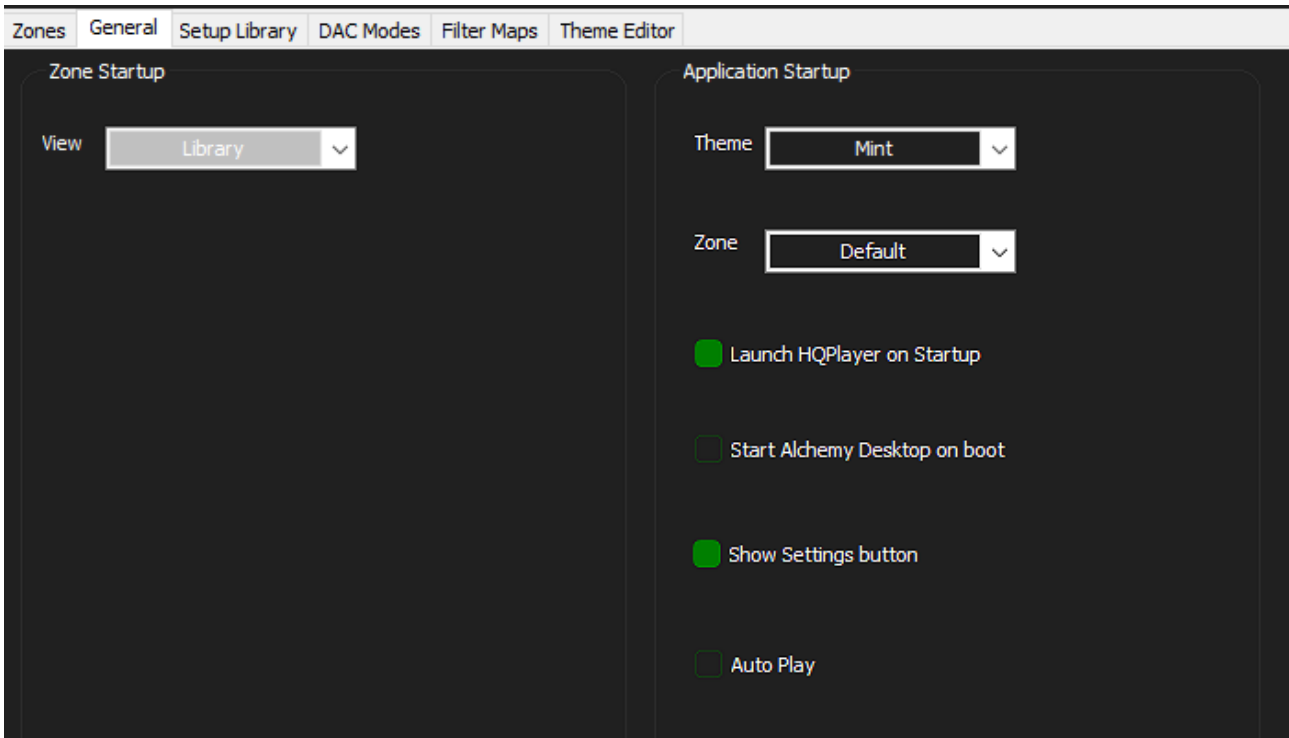 Zones General Setup Library DAC Modes Filter Maps Theme Editor
Zone Startup
View Library
Application Startup
Theme Mint
Zone Default
Launch HQPlayer on Startup
Start Alchemy Desktop on boot
Show Settings button
Auto Play